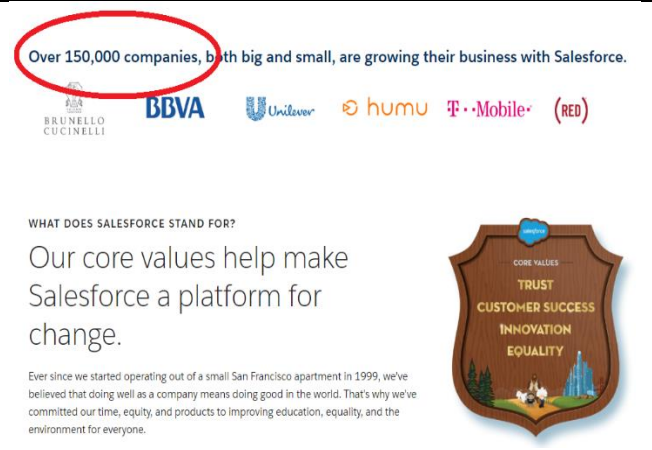 Over 150,000 companies, both big and small, are growing their business with Salesforce.
BRUNELLO
CUCINELLI
BBVA
Unilever
humu
T··Mobile·
(RED)
WHAT DOES SALESFORCE STAND FOR?
Our core values help make
Salesforce a platform for
change.
Ever since we started operating out of a small San Francisco apartment in 1999, we've
believed that doing well as a company means doing good in the world. That's why we've
committed our time, equity, and products to improving education, equality, and the
environment for everyone.
salesforce
CORE VALUES
TRUST
CUSTOMER SUCCESS
INNOVATION
EQUALITY